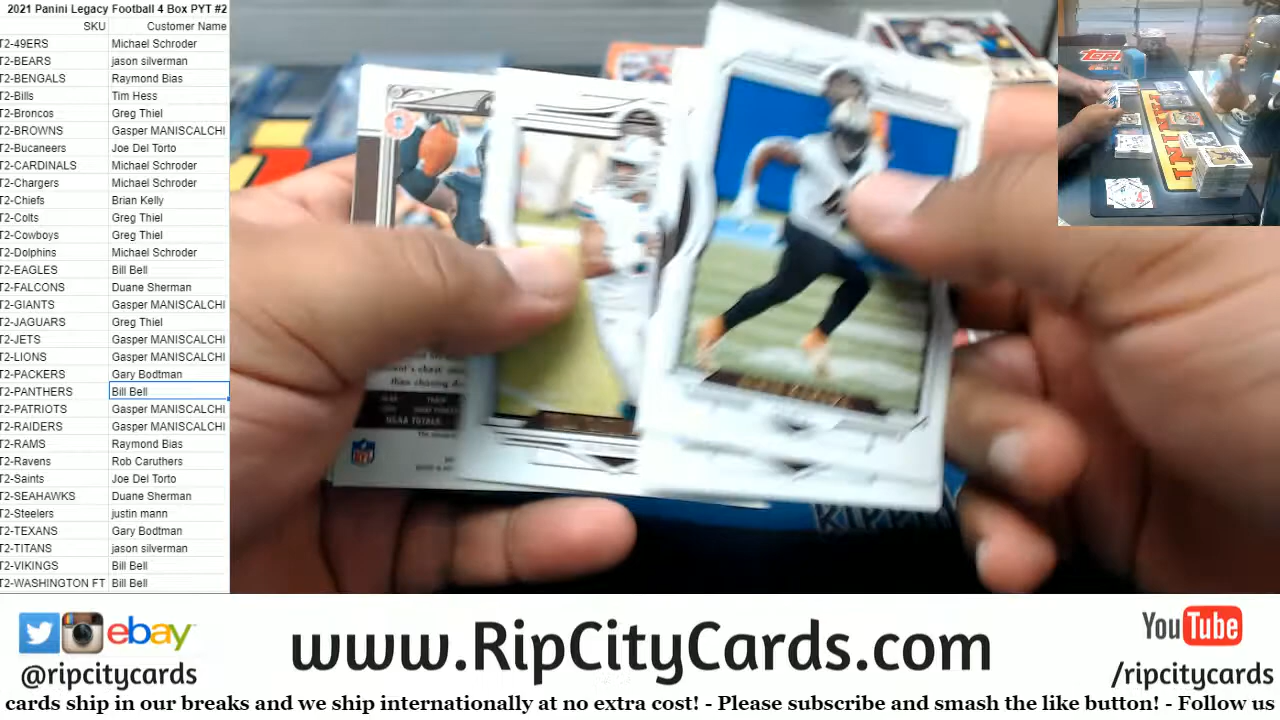 2021 Panini Legacy Football 4 Box PYT #2
SKU Customer Name
T2-49ERS Michael Schroder
T2-BEARS jason silverman
T2-BENGALS Raymond Bias
T2-Bills Tim Hess
T2-Broncos Greg Thiel
T2-BROWNS Gasper MANISCALCHI
T2-Bucaneers Joe Del Torto
T2-CARDINALS Michael Schroder
T2-Chargers Michael Schroder
T2-Chiefs Brian Kelly
T2-Colts Greg Thiel
T2-Cowboys Greg Thiel
T2-Dolphins Michael Schroder
T2-EAGLES Bill Bell
T2-FALCONS Duane Sherman
T2-GIANTS Gasper MANISCALCHI
T2-JAGUARS Greg Thiel
T2-JETS Gasper MANISCALCHI
T2-LIONS Gasper MANISCALCHI
T2-PACKERS Gary Bodtman
T2-PANTHERS Bill Bell
T2-PATRIOTS Gasper MANISCALCHI
T2-RAIDERS Gasper MANISCALCHI
T2-RAMS Raymond Bias
T2-Ravens Rob Caruthers
T2-Saints Joe Del Torto
T2-SEAHAWKS Duane Sherman
T2-Steelers justin mann
T2-TEXANS Gary Bodtman
T2-TITANS jason silverman
T2-VIKINGS Bill Bell
T2-WASHINGTON FT Bill Bell
TOPPS
PANINI
than chasing
NCAA TOTALS
NFL
ebay
@ripcitycards
www.RipCityCards.com
YouTube
/ripcitycards
cards ship in our breaks and we ship internationally at no extra cost! - Please subscribe and smash the like button! - Follow us